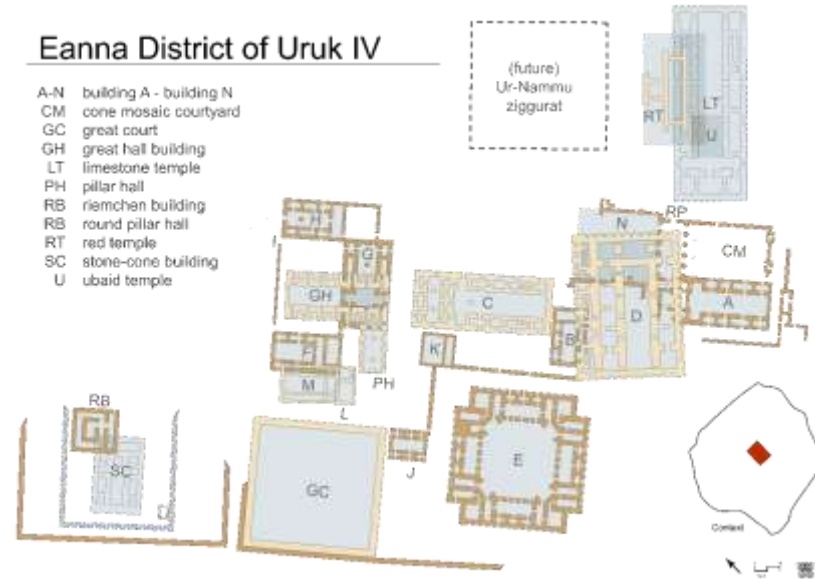 Eanna District of Uruk IV
A-N building A - building N
CM cone mosaic courtyard
GC great court
GH great hall building
LT limestone temple
PH pillar hall
RB riemchen building
RB round pillar hall
RT red temple
SC stone-cone building
U ubaid temple
(future)
Ur-Nammu
ziggurat
LT
RT
U
H
N
RP
G
CM
GH
C
A
D
B
K
F
M
PH
L
RB
SC
J
E
GC
Context